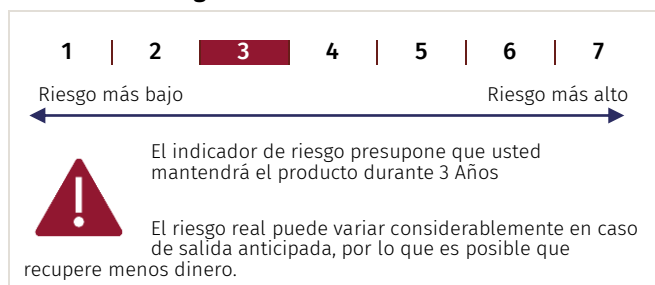 1 2 3 4 5 6 7
Riesgo más bajo Riesgo más alto
El indicador de riesgo presupone que usted
mantendrá el producto durante 3 Años
El riesgo real puede variar considerablemente en caso
de salida anticipada, por lo que es posible que
recupere menos dinero.